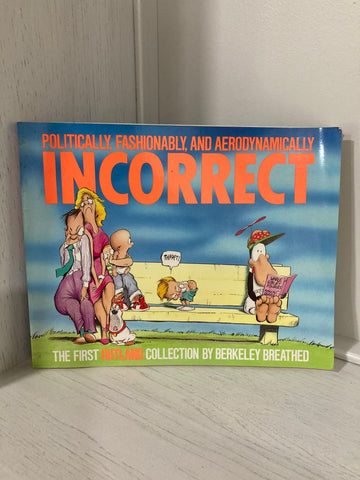 POLITICALLY, FASHIONABLY, AND AERODYNAMICALLY
INCORRECT
THE FIRST OUTLAND COLLECTION BY BERKELEY BREATHED